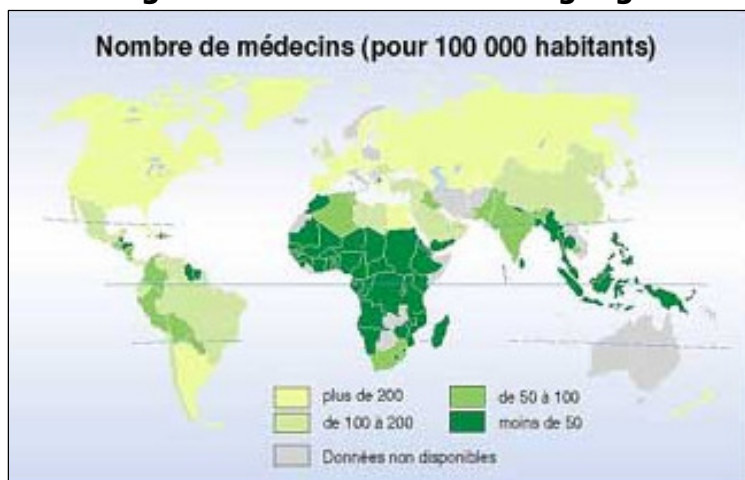 Nombre de médecins (pour 100 000 habitants)
plus de 200
de 100 à 200
de 50 à 100
moins de 50
Données non disponibles